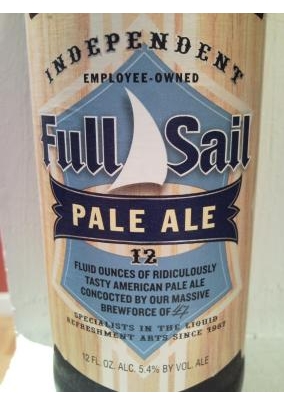 INDEPENDENT
EMPLOYEE-OWNED
Full Sail
PALE ALE
12
FLUID OUNCES OF RIDICULOUSLY
TASTY AMERICAN PALE ALE
CONCOCTED BY OUR MASSIVE
BREWFORCE OF 47
SPECIALISTS IN THE LIQUID
REFRESHMENT ARTS SINCE 1987
12 FL. OZ. ALC. 5.4% BY VOL. ALE